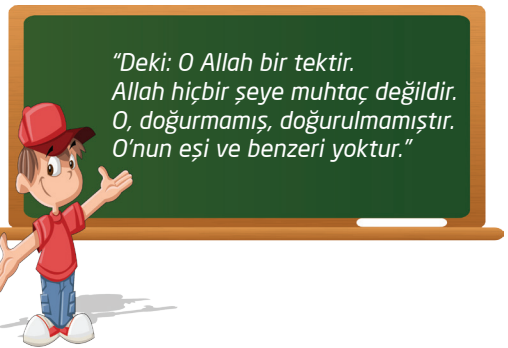 “Deki: O Allah bir tektir.
Allah hiçbir şeye muhtaç değildir.
O, doğurmamış, doğurulmamıştır.
O’nun eşi ve benzeri yoktur.”